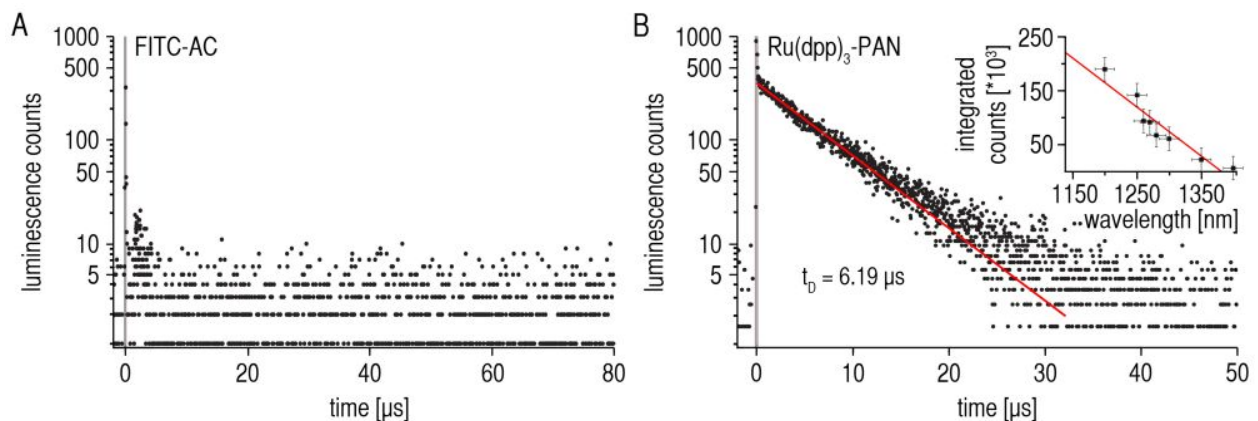 A
FITC-AC
1000
500
100
50
10
5
luminescence counts
0
20
40
60
80
time [µs]
B
Ru(dpp)₃-PAN
1000
500
100
50
10
5
luminescence counts
t_D = 6.19 µs
0
10
20
30
40
50
time [µs]
250
150
50
integrated
counts [*10³]
1150
1250
1350
wavelength [nm]